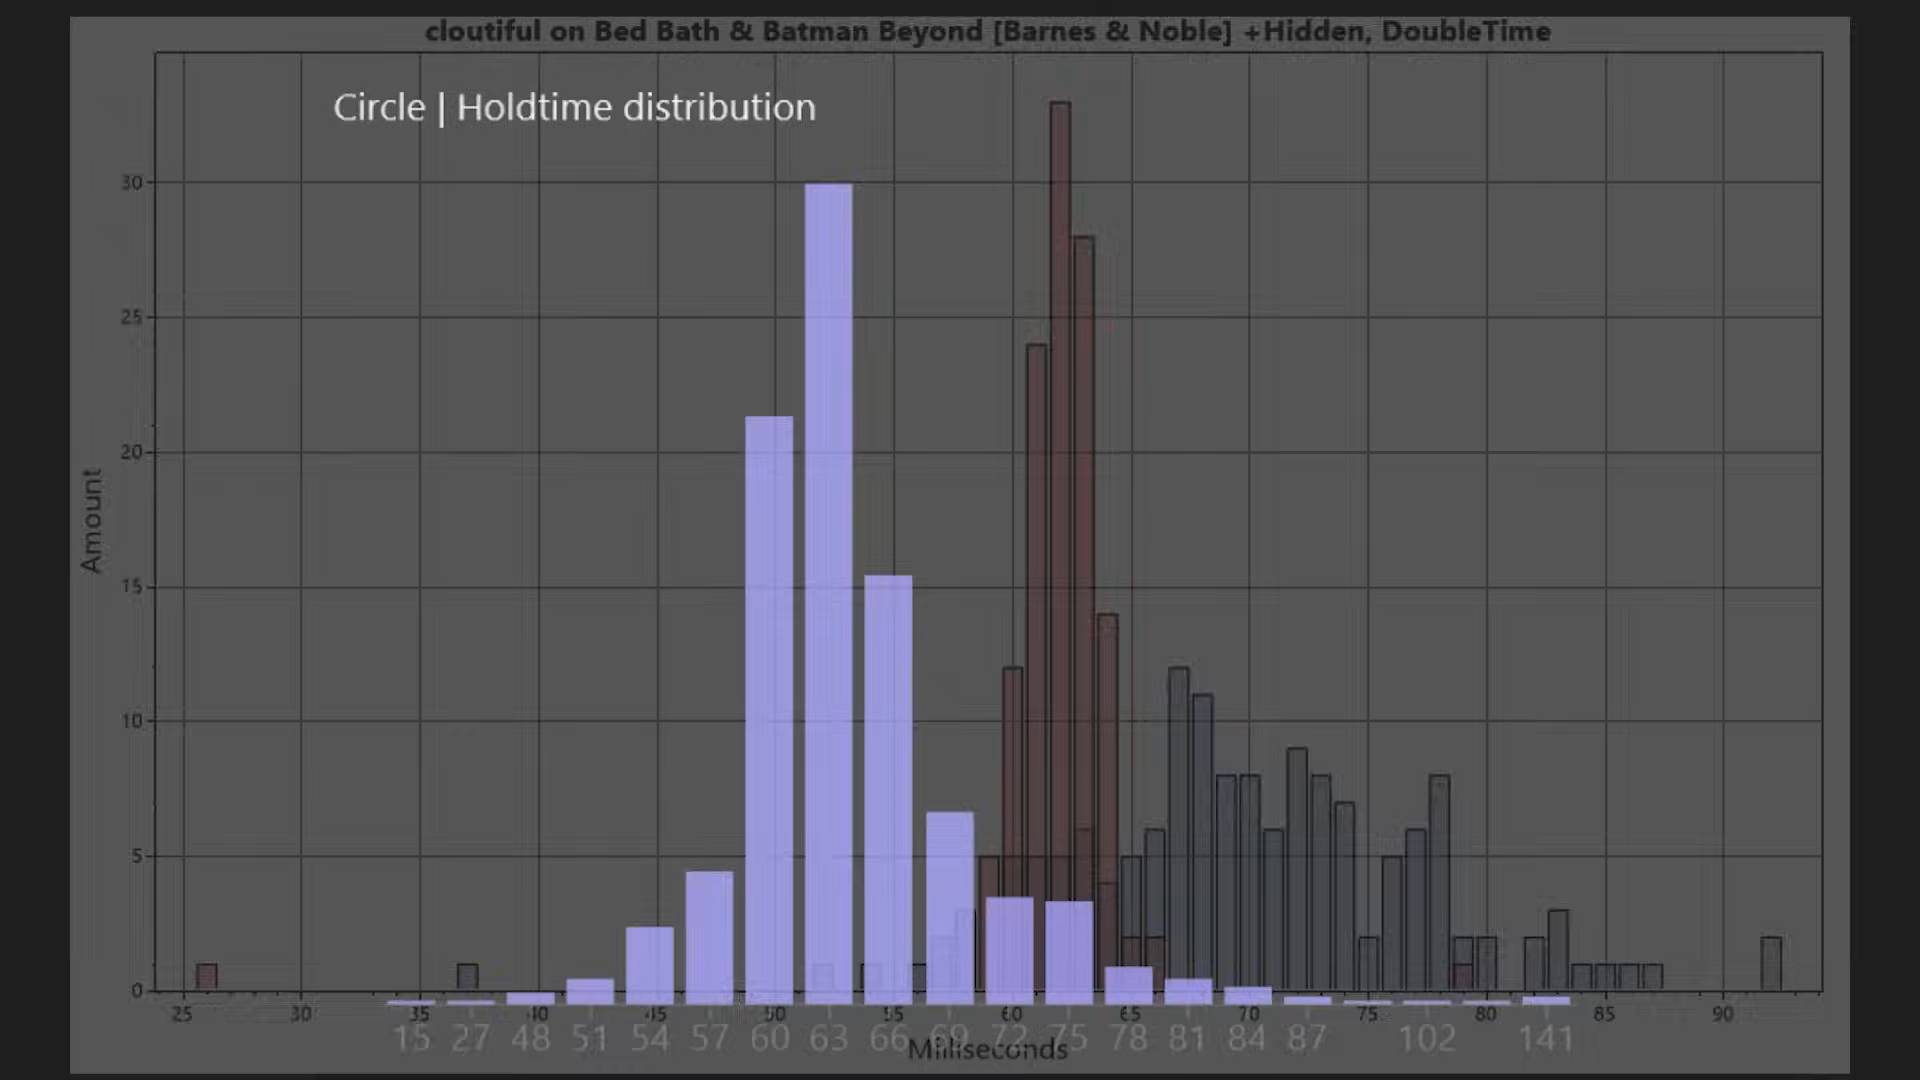 cloutiful on Bed Bath & Batman Beyond [Barnes & Noble] +Hidden, DoubleTime
Circle | Holdtime distribution
30
25
20
15
10
5
0
Amount
25 30 35 40 45 50 55 60 65 70 75 80 85 90
15 27 48 51 54 57 60 63 66 69 72 75 78 81 84 87 102 141
Milliseconds